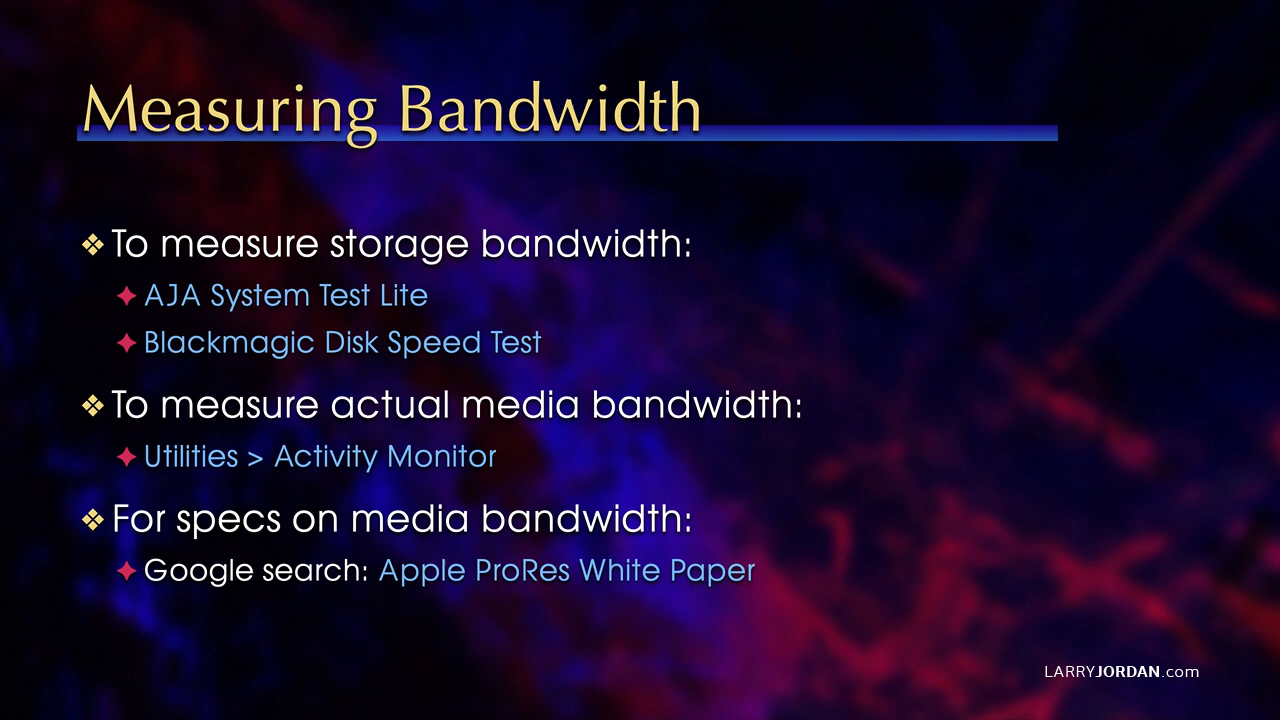 Measuring Bandwidth
❖ To measure storage bandwidth:
✦ AJA System Test Lite
✦ Blackmagic Disk Speed Test
❖ To measure actual media bandwidth:
✦ Utilities > Activity Monitor
❖ For specs on media bandwidth:
✦ Google search: Apple ProRes White Paper
LARRYJORDAN.com